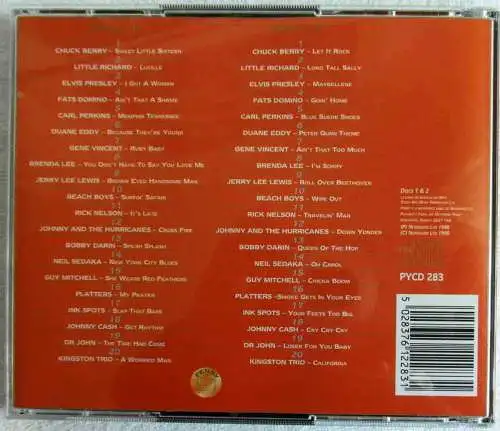 1
CHUCK BERRY – SWEET LITTLE SIXTEEN
2
LITTLE RICHARD – LUCILLE
3
ELVIS PRESLEY – I GOT A WOMAN
4
FATS DOMINO – AIN'T THAT A SHAME
5
CARL PERKINS – MEMPHIS TENNESSEE
6
DUANE EDDY – BECAUSE THEY'RE YOUNG
7
GENE VINCENT – RUBY BABY
8
BRENDA LEE – YOU DON'T HAVE TO SAY YOU LOVE ME
9
JERRY LEE LEWIS – BROWN EYED HANDSOME MAN
10
BEACH BOYS – SURFIN' SAFARI
11
RICK NELSON – IT'S LATE
12
JOHNNY AND THE HURRICANES – CROSS FIRE
13
BOBBY DARIN – SPLISH SPLASH
14
NEIL SEDAKA – NEW YORK CITY BLUES
15
GUY MITCHELL – SHE WEARS RED FEATHERS
16
PLATTERS – MY PRAYER
17
INK SPOTS – SLAP THAT BASS
18
JOHNNY CASH – GET RHYTHM
19
DR JOHN – THE TIME HAD COME
20
KINGSTON TRIO – A WORRIED MAN
1
CHUCK BERRY – LET IT ROCK
2
LITTLE RICHARD – LONG TALL SALLY
3
ELVIS PRESLEY – MAYBELLENE
4
FATS DOMINO – GOIN' HOME
5
CARL PERKINS – BLUE SUEDE SHOES
6
DUANE EDDY – PETER GUNN THEME
7
GENE VINCENT – AIN'T THAT TOO MUCH
8
BRENDA LEE – I'M SORRY
9
JERRY LEE LEWIS – ROLL OVER BEETHOVEN
10
BEACH BOYS – WIPE OUT
11
RICK NELSON – TRAVELIN' MAN
12
JOHNNY AND THE HURRICANES – DOWN YONDER
13
BOBBY DARIN – QUEEN OF THE HOP
14
NEIL SEDAKA – OH CAROL
15
GUY MITCHELL – CHICKA BOOM
16
PLATTERS –SMOKE GETS IN YOUR EYES
17
INK SPOTS – YOUR FEETS TOO BIG
18
JOHNNY CASH – CRY CRY CRY
19
DR JOHN – LOSER FOR YOU BABY
20
KINGSTON TRIO – CALIFORNIA
DISCS 1 & 2
(P) NEWSOUND LTD 1998
(C) NEWSOUND LTD 1998
PYCD 283
5 028376 122831